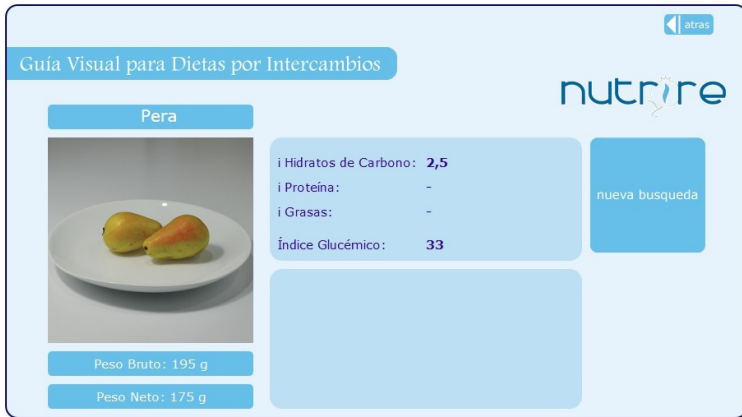 atras
Guía Visual para Dietas por Intercambios
nutrire
Pera
i Hidratos de Carbono: 2,5
i Proteína: -
i Grasas: -
Índice Glucémico: 33
nueva busqueda
Peso Bruto: 195 g
Peso Neto: 175 g